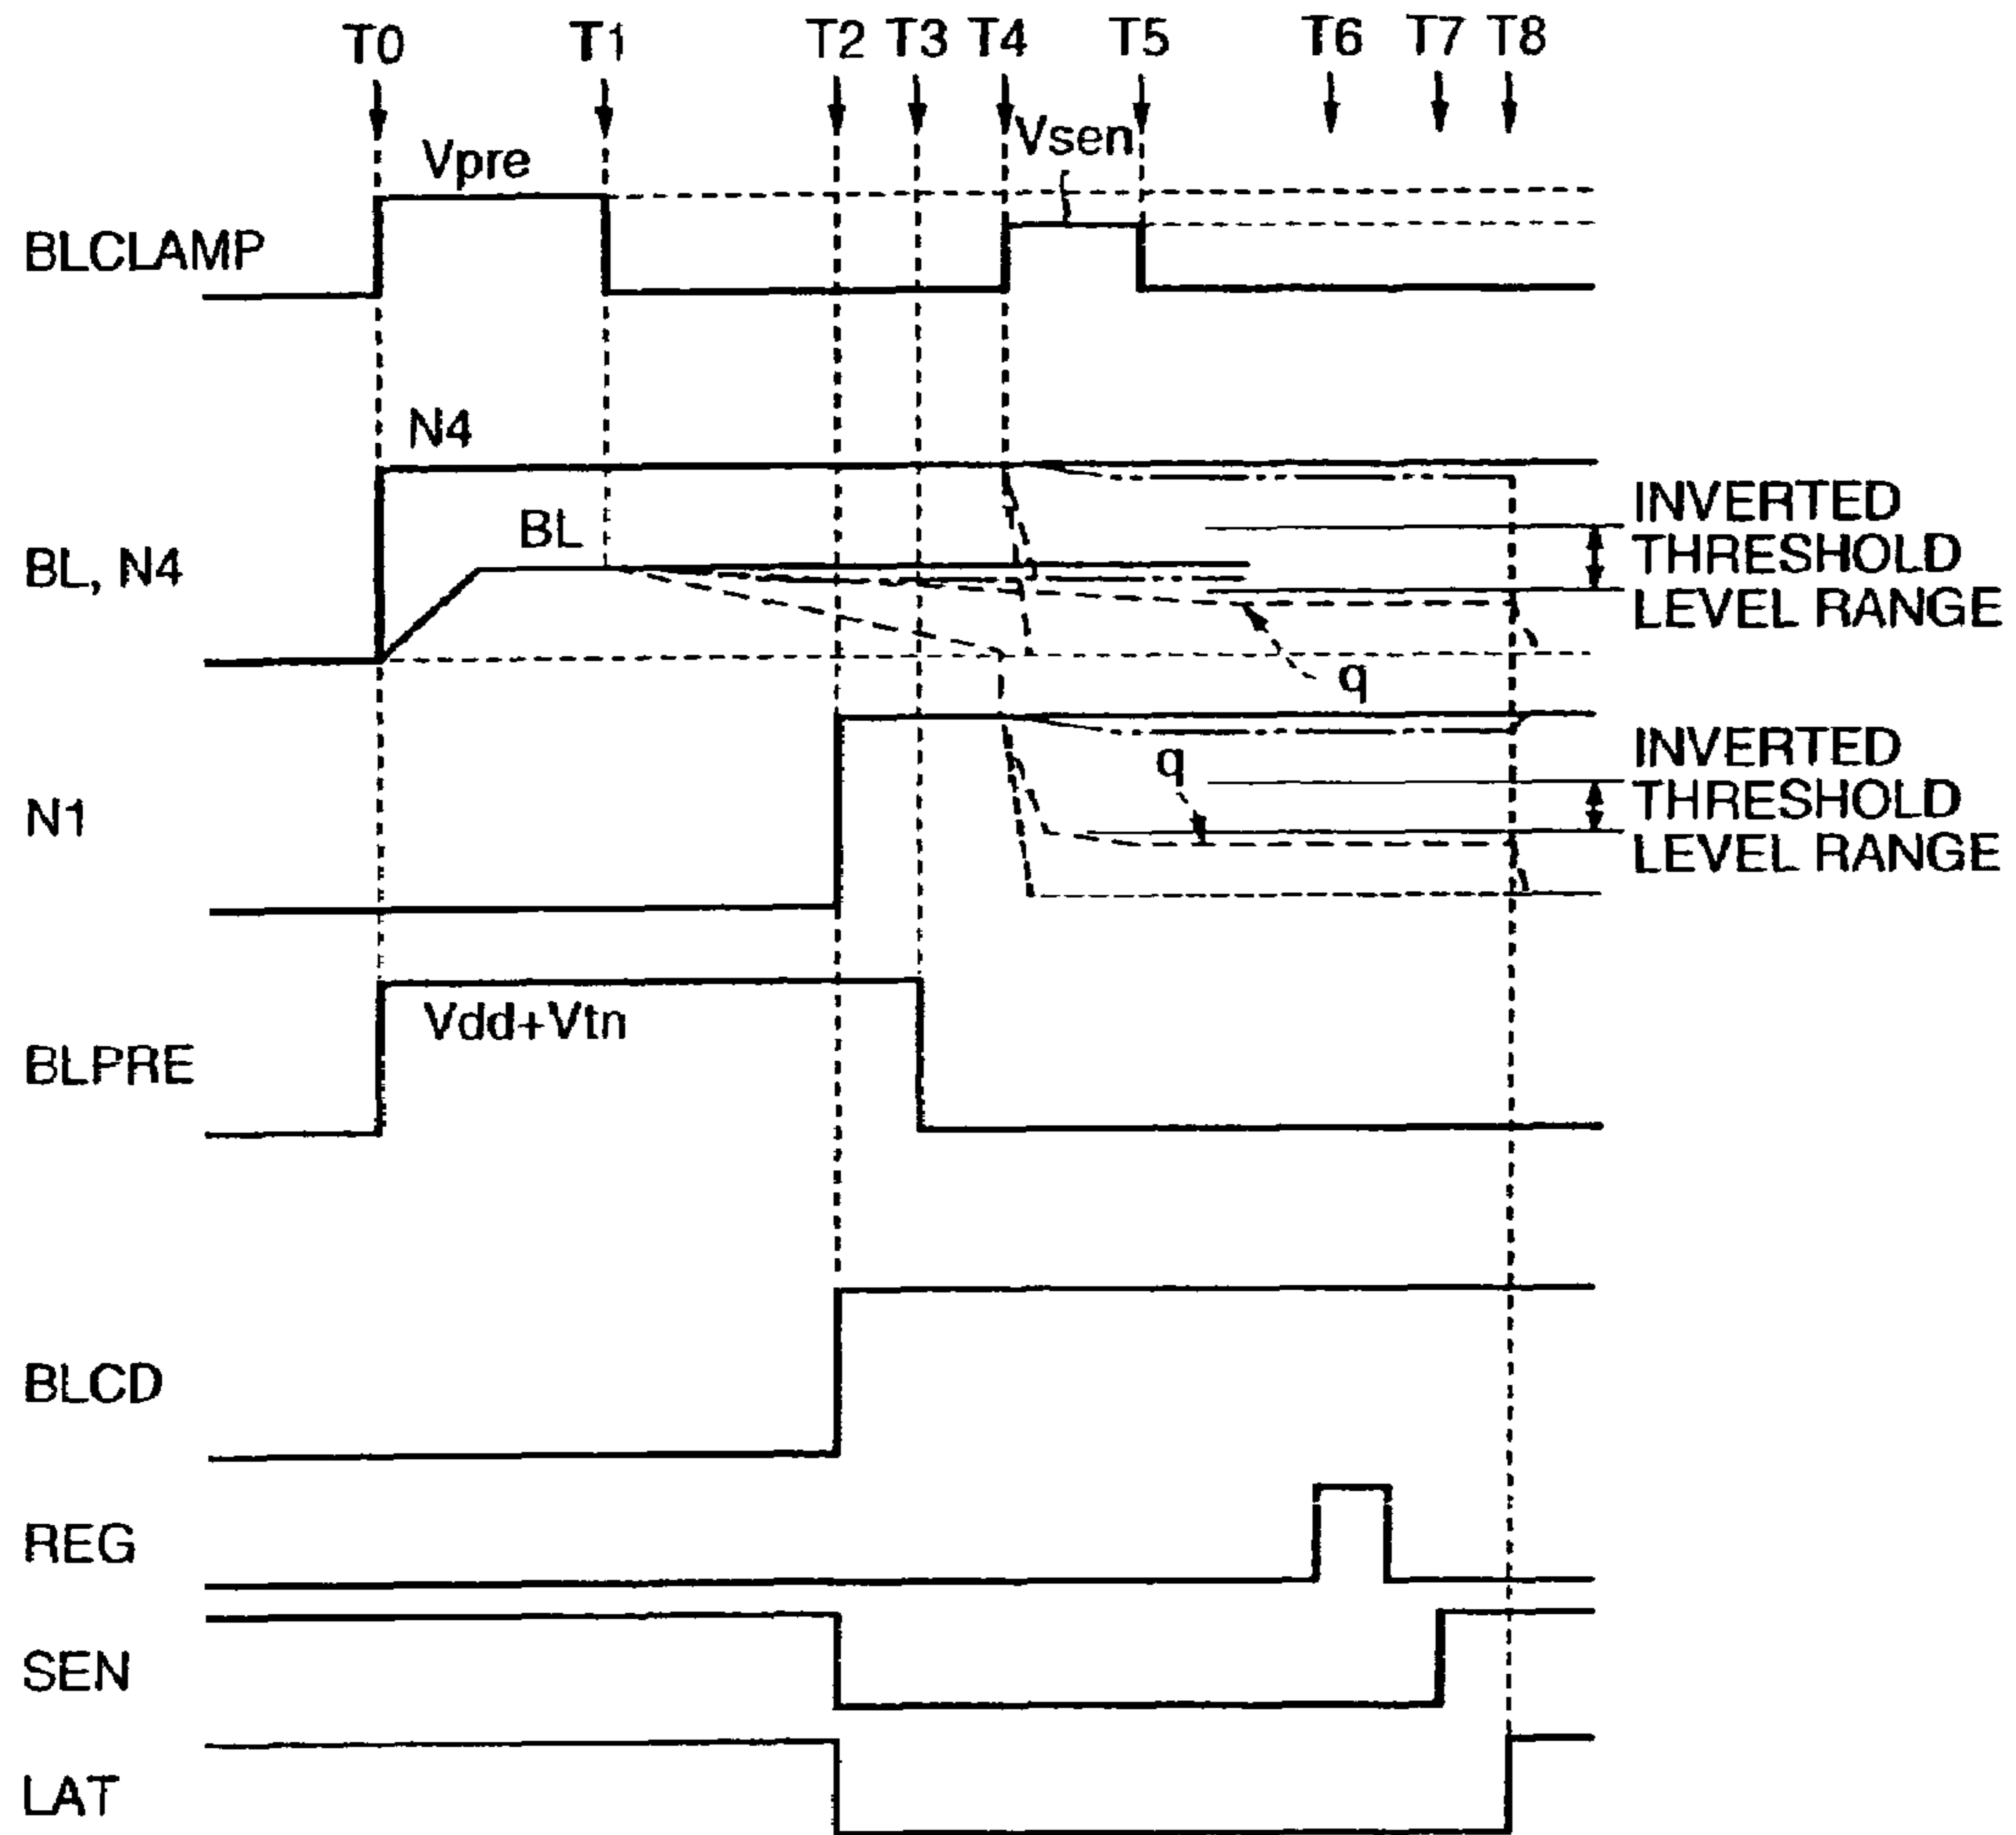 T0 T1 T2 T3 T4 T5 T6 T7 T8
Vpre
Vsen
BLCLAMP
N4
BL
BL, N4
INVERTED
THRESHOLD
LEVEL RANGE
q
N1
q
INVERTED
THRESHOLD
LEVEL RANGE
Vdd+Vtn
BLPRE
BLCD
REG
SEN
LAT